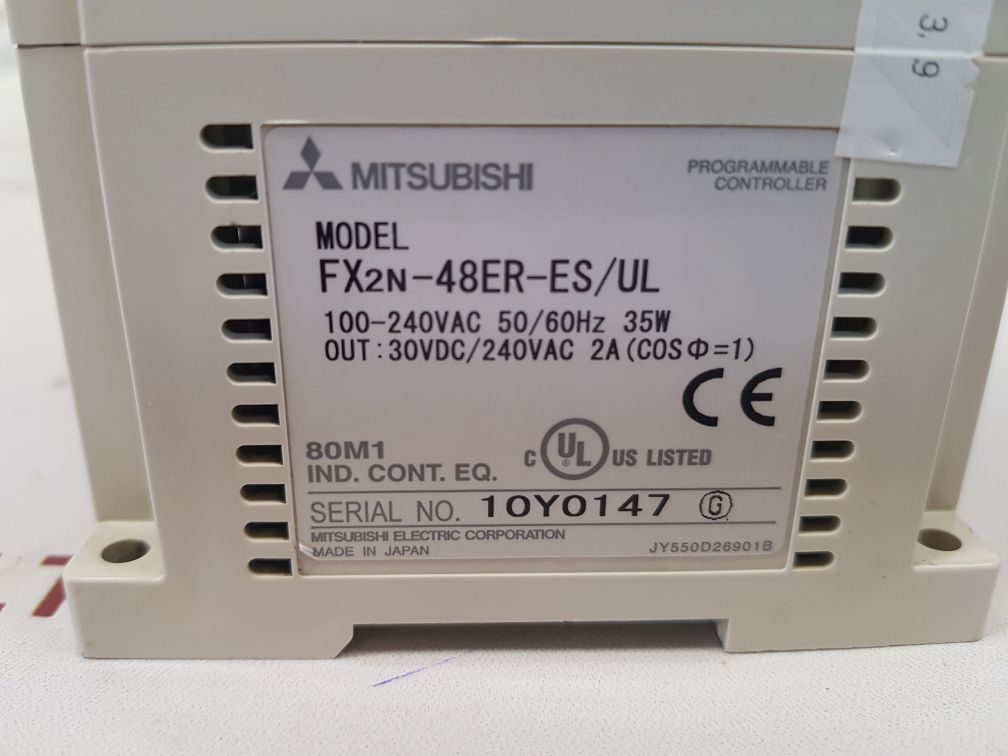 3, 9
MITSUBISHI
PROGRAMMABLE
CONTROLLER
MODEL
FX2N-48ER-ES/UL
100-240VAC 50/60Hz 35W
OUT:30VDC/240VAC 2A(COSΦ=1)
CE
80M1
IND. CONT. EQ.
C UL ® US LISTED
SERIAL NO. 10Y0147 G
MITSUBISHI ELECTRIC CORPORATION
MADE IN JAPAN
JY550D26901B